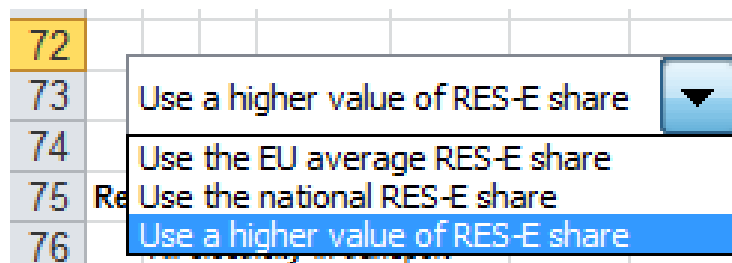 72
73
Use a higher value of RES-E share
74
Use the EU average RES-E share
75 Re Use the national RES-E share
Use a higher value of RES-E share
76